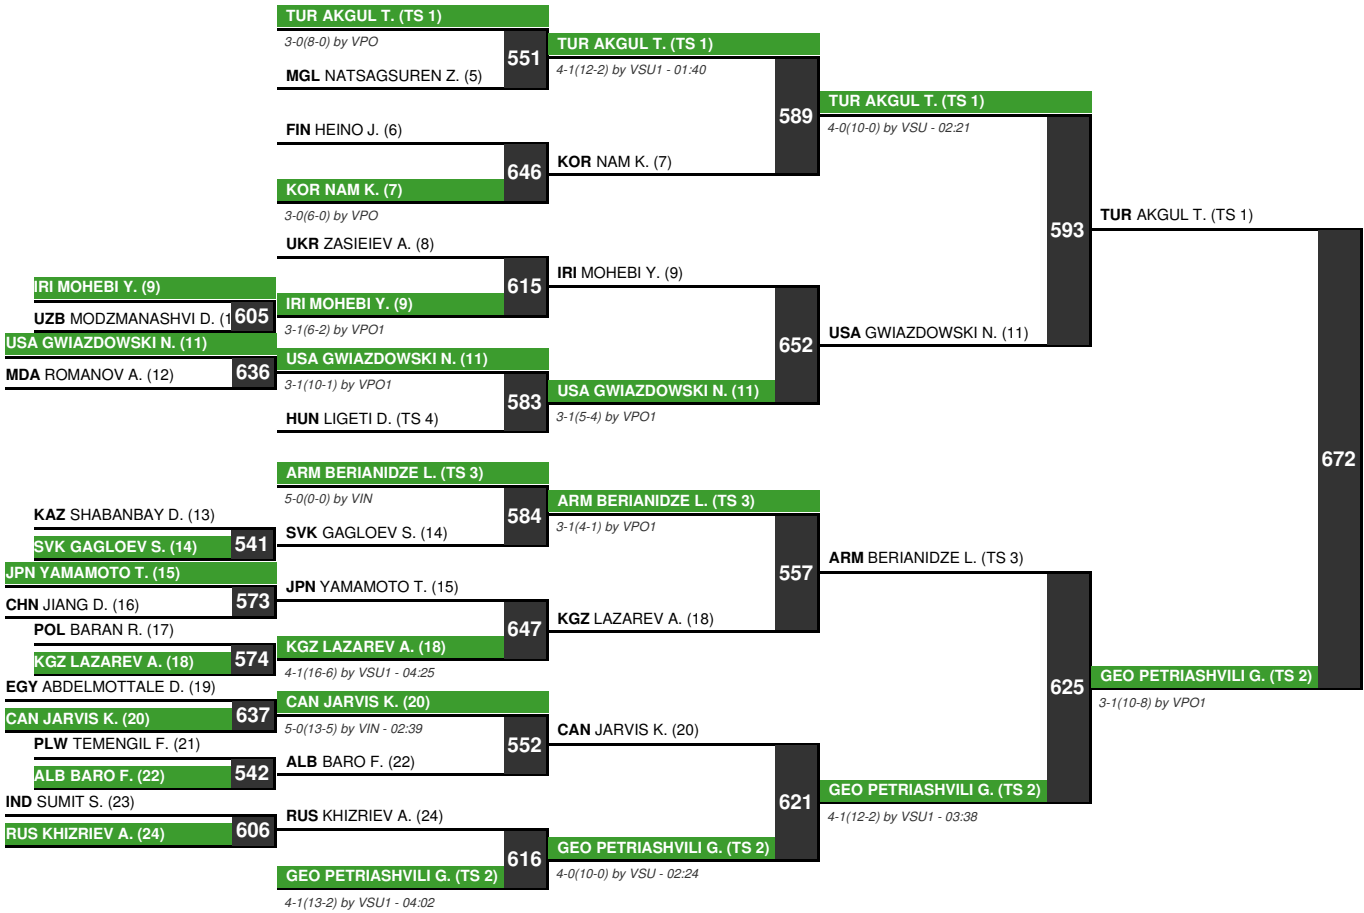 TUR AKGUL T. (TS 1)
3-0(8-0) by VPO
551
MGL NATSAGSUREN Z. (5)
TUR AKGUL T. (TS 1)
4-1(12-2) by VSU1 - 01:40
589
TUR AKGUL T. (TS 1)
4-0(10-0) by VSU - 02:21
FIN HEINO J. (6)
646
KOR NAM K. (7)
KOR NAM K. (7)
3-0(6-0) by VPO
593
TUR AKGUL T. (TS 1)
UKR ZASIEIEV A. (8)
615
IRI MOHEBI Y. (9)
IRI MOHEBI Y. (9)
605
UZB MODZMANASHVI D. (1
IRI MOHEBI Y. (9)
3-1(6-2) by VPO1
652
USA GWIAZDOWSKI N. (11)
USA GWIAZDOWSKI N. (11)
636
MDA ROMANOV A. (12)
USA GWIAZDOWSKI N. (11)
3-1(10-1) by VPO1
583
USA GWIAZDOWSKI N. (11)
3-1(5-4) by VPO1
HUN LIGETI D. (TS 4)
672
ARM BERIANIDZE L. (TS 3)
5-0(0-0) by VIN
584
ARM BERIANIDZE L. (TS 3)
3-1(4-1) by VPO1
KAZ SHABANBAY D. (13)
541
SVK GAGLOEV S. (14)
SVK GAGLOEV S. (14)
557
ARM BERIANIDZE L. (TS 3)
JPN YAMAMOTO T. (15)
573
CHN JIANG D. (16)
JPN YAMAMOTO T. (15)
647
KGZ LAZAREV A. (18)
POL BARAN R. (17)
574
KGZ LAZAREV A. (18)
KGZ LAZAREV A. (18)
4-1(16-6) by VSU1 - 04:25
625
GEO PETRIASHVILI G. (TS 2)
3-1(10-8) by VPO1
EGY ABDELMOTTALE D. (19)
637
CAN JARVIS K. (20)
CAN JARVIS K. (20)
5-0(13-5) by VIN - 02:39
552
CAN JARVIS K. (20)
PLW TEMENGIL F. (21)
542
ALB BARO F. (22)
ALB BARO F. (22)
621
GEO PETRIASHVILI G. (TS 2)
4-1(12-2) by VSU1 - 03:38
IND SUMIT S. (23)
606
RUS KHIZRIEV A. (24)
RUS KHIZRIEV A. (24)
616
GEO PETRIASHVILI G. (TS 2)
4-0(10-0) by VSU - 02:24
GEO PETRIASHVILI G. (TS 2)
4-1(13-2) by VSU1 - 04:02